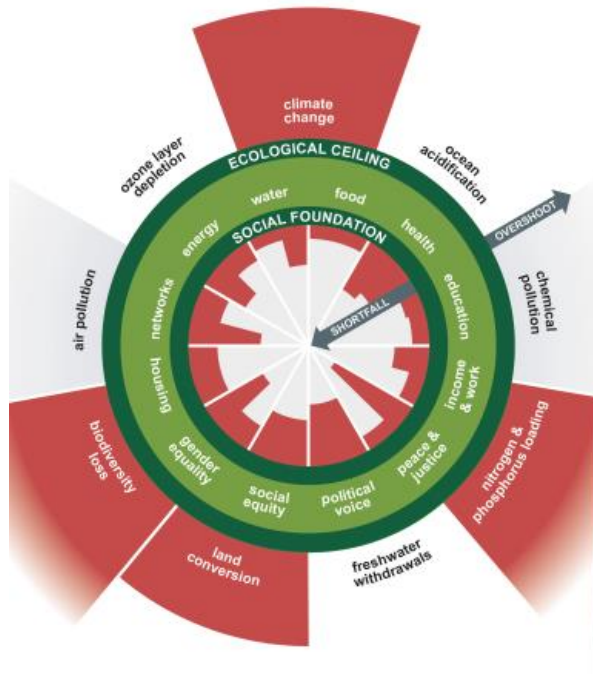 climate
change
ozone layer
depletion
ocean
acidification
ECOLOGICAL CEILING
water
food
energy
health
SOCIAL FOUNDATION
OVERSHOOT
SHORTFALL
air pollution
chemical
pollution
networks
education
housing
income
& work
gender
equality
peace &
justice
social
equity
political
voice
biodiversity
loss
nitrogen &
phosphorus loading
land
conversion
freshwater
withdrawals